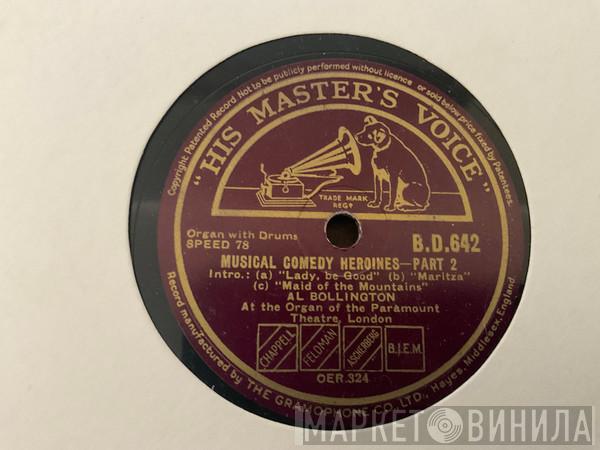 Copyright Patented Record Not to be publicly performed without licence or sold below price fixed by Patentees.
"HIS MASTER'S VOICE"
TRADE MARK
REGD
Organ with Drums
SPEED 78
B.D.642
MUSICAL COMEDY HEROINES—PART 2
Intro.: (a) "Lady, be Good" (b) "Maritza"
(c) "Maid of the Mountains"
AL BOLLINGTON
At the Organ of the Paramount
Theatre, London
CHAPPELL
FELDMAN
ASCHERBERG
B.I.E.M.
OER.324
Record manufactured by THE GRAMOPHONE CO. LTD., Hayes, Middlesex, England.
МАРКЕТ ВИНИЛА